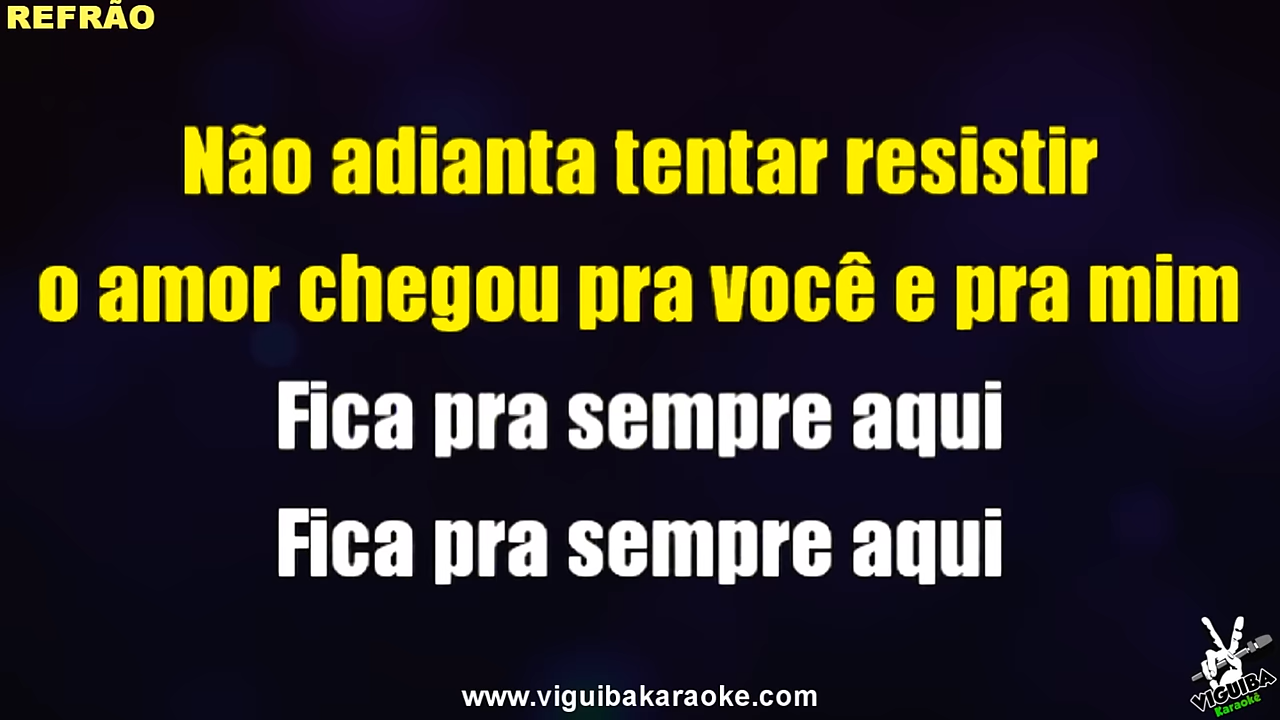 REFRÃO
Não adianta tentar resistir
o amor chegou pra você e pra mim
Fica pra sempre aqui
Fica pra sempre aqui
www.viguibakaraoke.com
VIGUIBA
Karaokê